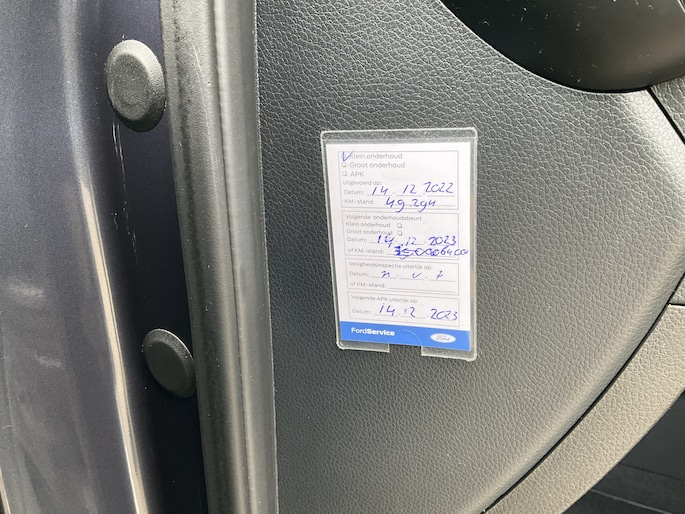 Klein onderhoud
Groot onderhoud
APK
uitgevoerd op:
Datum: 14.12.2022
KM.-stand: 49.294
Volgende onderhoudsbeurt
Klein onderhoud
Groot onderhoud
Datum: 14.12.2023
of KM.-stand:
Veiligheidsinspectie uiterlijk op
Datum: n.v.t
of KM.-stand:
Volgende APK uiterlijk op
Datum: 14.12.2023
FordService
Ford